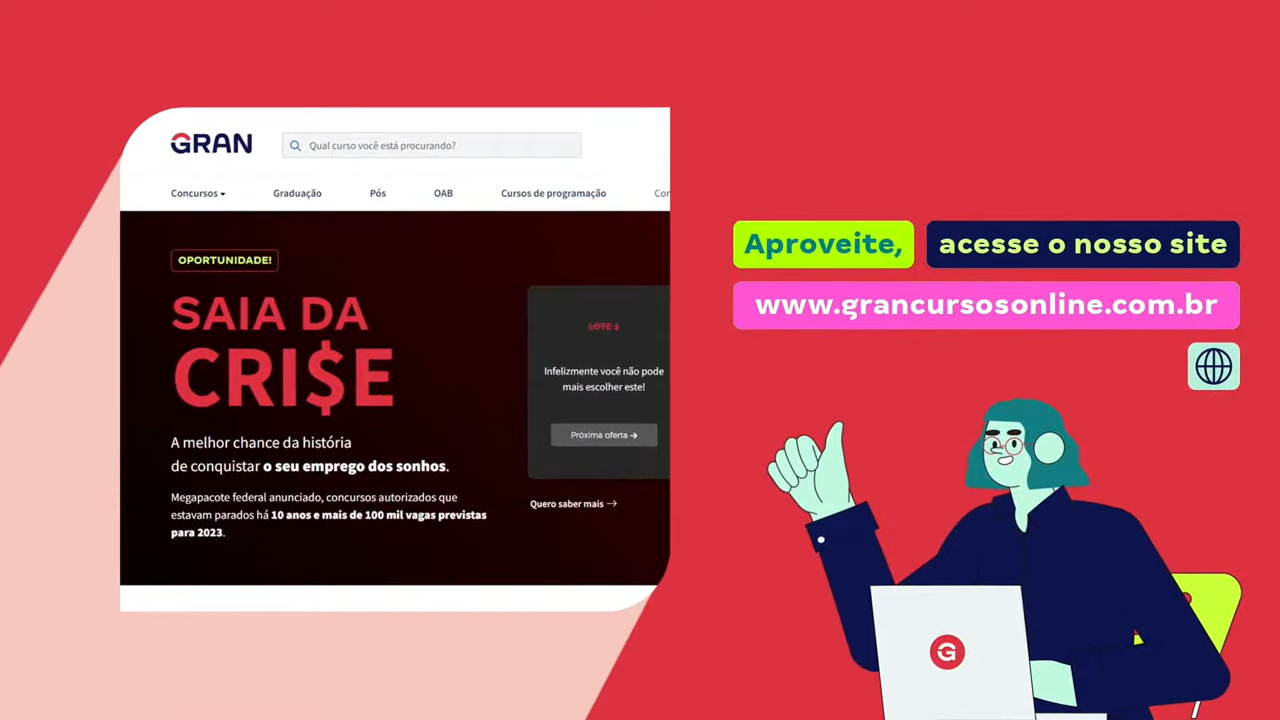 GRAN
Qual curso você está procurando?
Concursos
Graduação
Pós
OAB
Cursos de programação
OPORTUNIDADE!
SAIA DA
CRI$E
A melhor chance da história
de conquistar o seu emprego dos sonhos.
Megapacote federal anunciado, concursos autorizados que
estavam parados há 10 anos e mais de 100 mil vagas previstas
para 2023.
LOTE 1
Infelizmente você não pode
mais escolher este!
Próxima oferta →
Quero saber mais →
Aproveite, acesse o nosso site
www.grancursosonline.com.br
G